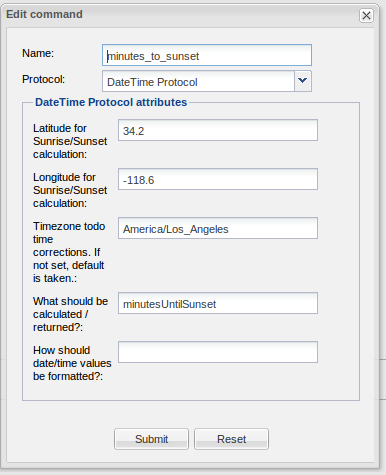 Edit command
Name:
minutes_to_sunset
Protocol:
DateTime Protocol
DateTime Protocol attributes
Latitude for
Sunrise/Sunset
calculation:
34.2
Longitude for
Sunrise/Sunset
calculation:
-118.6
Timezone todo
time
corrections. If
not set, default
is taken.:
America/Los_Angeles
What should be
calculated /
returned?:
minutesUntilSunset
How should
date/time values
be formatted?:
Submit
Reset